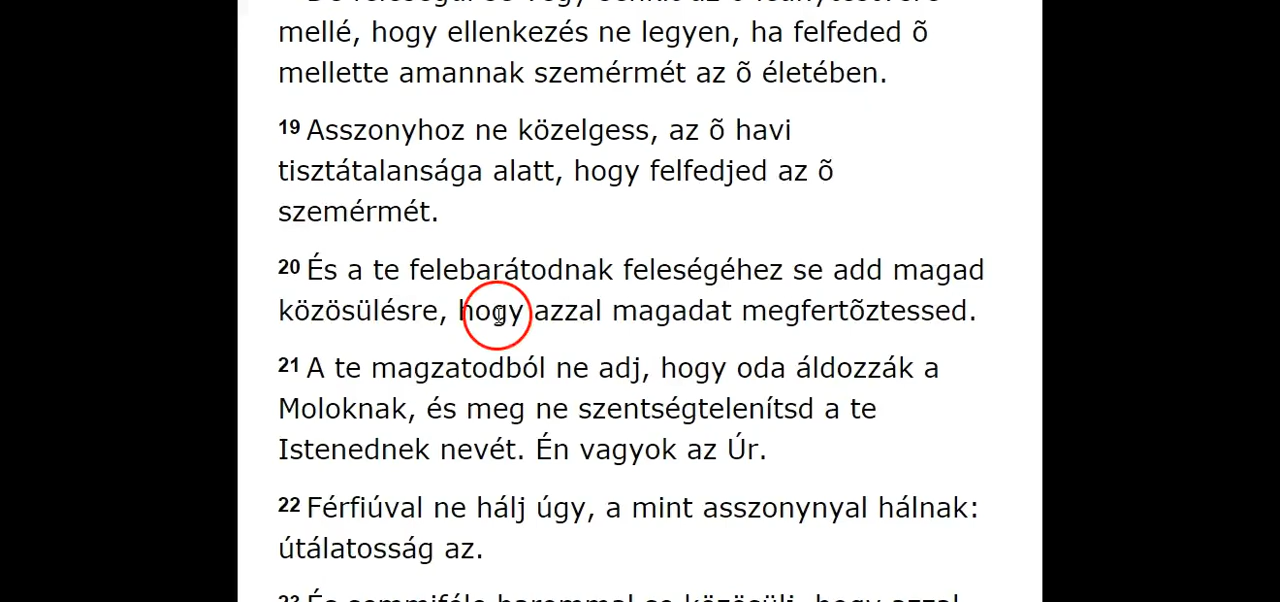 mellé, hogy ellenkezés ne legyen, ha felfeded õ
mellette amannak szemérmét az õ életében.
19 Asszonyhoz ne közelgess, az õ havi
tisztátalansága alatt, hogy felfedjed az õ
szemérmét.
20 És a te felebarátodnak feleségéhez se add magad
közösülésre, hogy azzal magadat megfertõztessed.
21 A te magzatodból ne adj, hogy oda áldozzák a
Moloknak, és meg ne szentségtelenítsd a te
Istenednek nevét. Én vagyok az Úr.
22 Férfiúval ne hálj úgy, a mint asszonynyal hálnak:
útálatosság az.